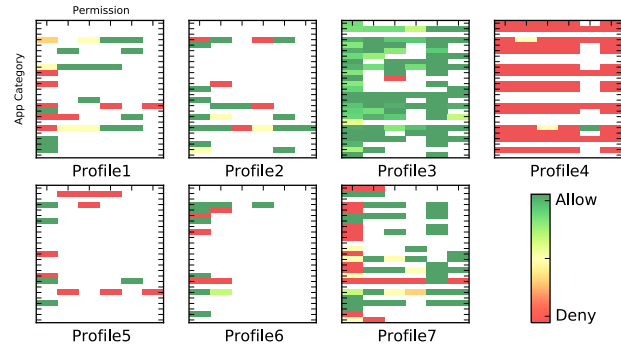 Permission
App Category
Profile1
Profile2
Profile3
Profile4
Allow
Deny
Profile5
Profile6
Profile7